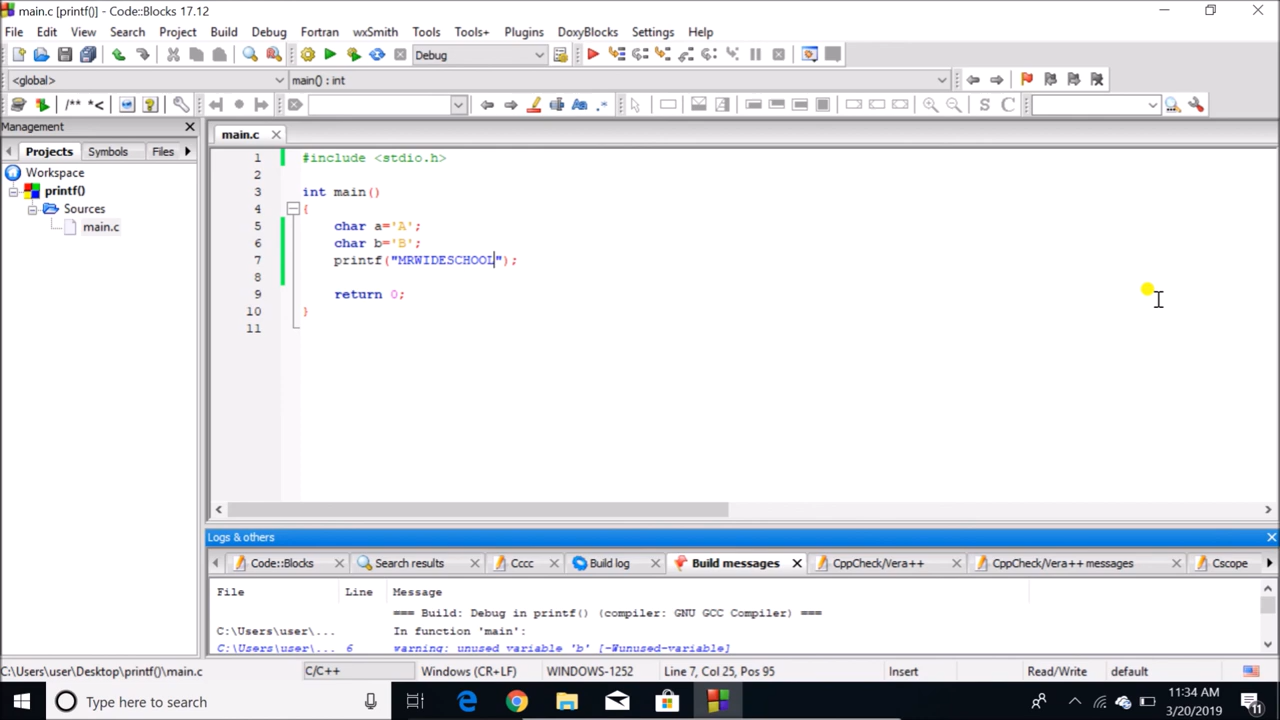 main.c [printf()] - Code::Blocks 17.12
File Edit View Search Project Build Debug Fortran wxSmith Tools Tools+ Plugins DoxyBlocks Settings Help
Debug
<global> main() : int
/** *< S C
Management
Projects Symbols Files
Workspace
printf()
Sources
main.c
main.c
1 #include <stdio.h>
2
3 int main()
4 {
5 char a='A';
6 char b='B';
7 printf("MRWIDESCHOOL");
8
9 return 0;
10 }
11
Logs & others
Code::Blocks Search results Cccc Build log Build messages CppCheck/Vera++ CppCheck/Vera++ messages Cscope
File Line Message
=== Build: Debug in printf() (compiler: GNU GCC Compiler) ===
C:\Users\user\... In function 'main':
C:\Users\user\... 6 warning: unused variable 'b' [-Wunused-variable]
C:\Users\user\Desktop\printf()\main.c C/C++ Windows (CR+LF) WINDOWS-1252 Line 7, Col 25, Pos 95 Insert Read/Write default
Type here to search
11:34 AM
3/20/2019
11